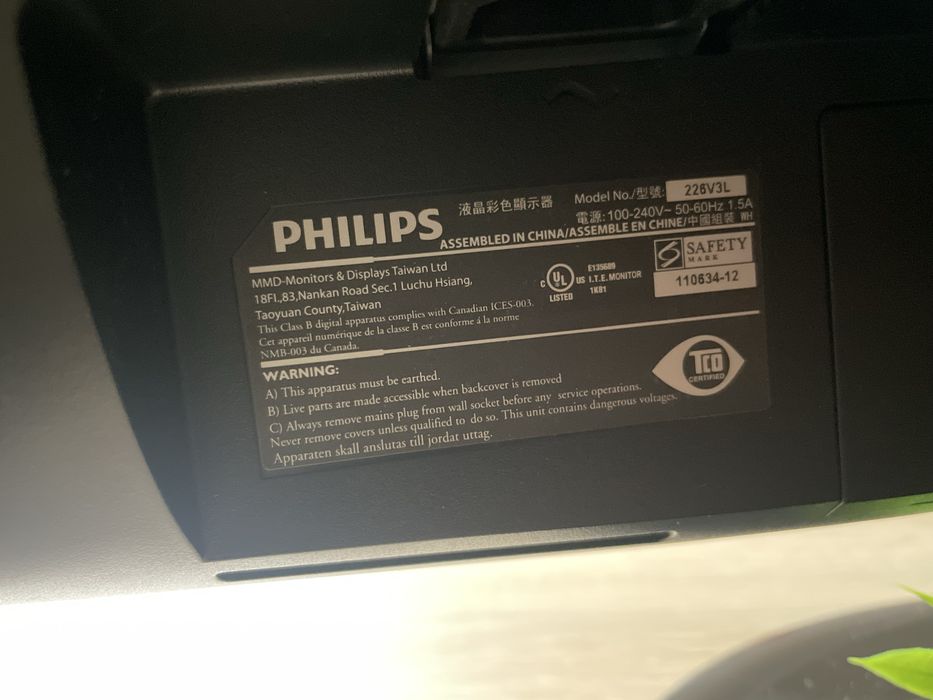 PHILIPS
液晶彩色顯示器
Model No./型號: 226V3L
電源: 100-240V~ 50-60Hz 1.5A
ASSEMBLED IN CHINA/ASSEMBLE EN CHINE/中國組裝 WH
MMD-Monitors & Displays Taiwan Ltd
18Fl.,83,Nankan Road Sec.1 Luchu Hsiang,
Taoyuan County,Taiwan
This Class B digital apparatus complies with Canadian ICES-003.
Cet appareil numérique de la classe B est conforme á la norme
NMB-003 du Canada.
C UL US
LISTED
E135689
I.T.E. MONITOR
1K81
SAFETY
MARK
110634-12
WARNING:
A) This apparatus must be earthed.
B) Live parts are made accessible when backcover is removed
C) Always remove mains plug from wall socket before any service operations.
Never remove covers unless qualified to do so. This unit contains dangerous voltages.
Apparaten skall anslutas till jordat uttag.
TCO
CERTIFIED